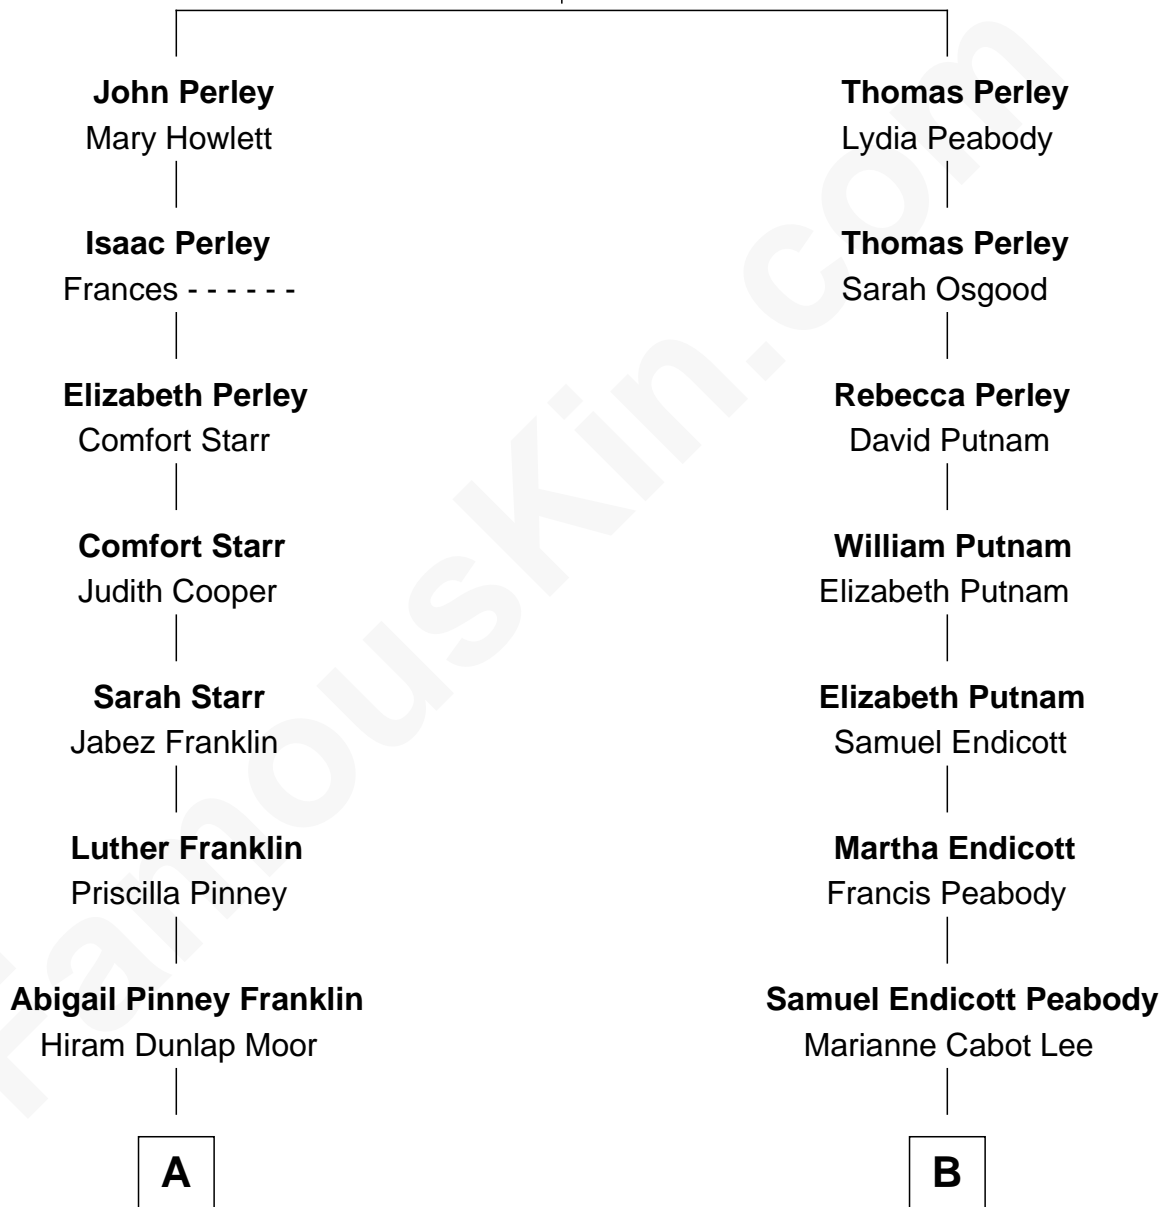 John Perley
Mary Howlett
Isaac Perley
Frances - - - - - -
Elizabeth Perley
Comfort Starr
Comfort Starr
Judith Cooper
Sarah Starr
Jabez Franklin
Luther Franklin
Priscilla Pinney
Abigail Pinney Franklin
Hiram Dunlap Moor
A
Thomas Perley
Lydia Peabody
Thomas Perley
Sarah Osgood
Rebecca Perley
David Putnam
William Putnam
Elizabeth Putnam
Elizabeth Putnam
Samuel Endicott
Martha Endicott
Francis Peabody
Samuel Endicott Peabody
Marianne Cabot Lee
B
FamousKin.com